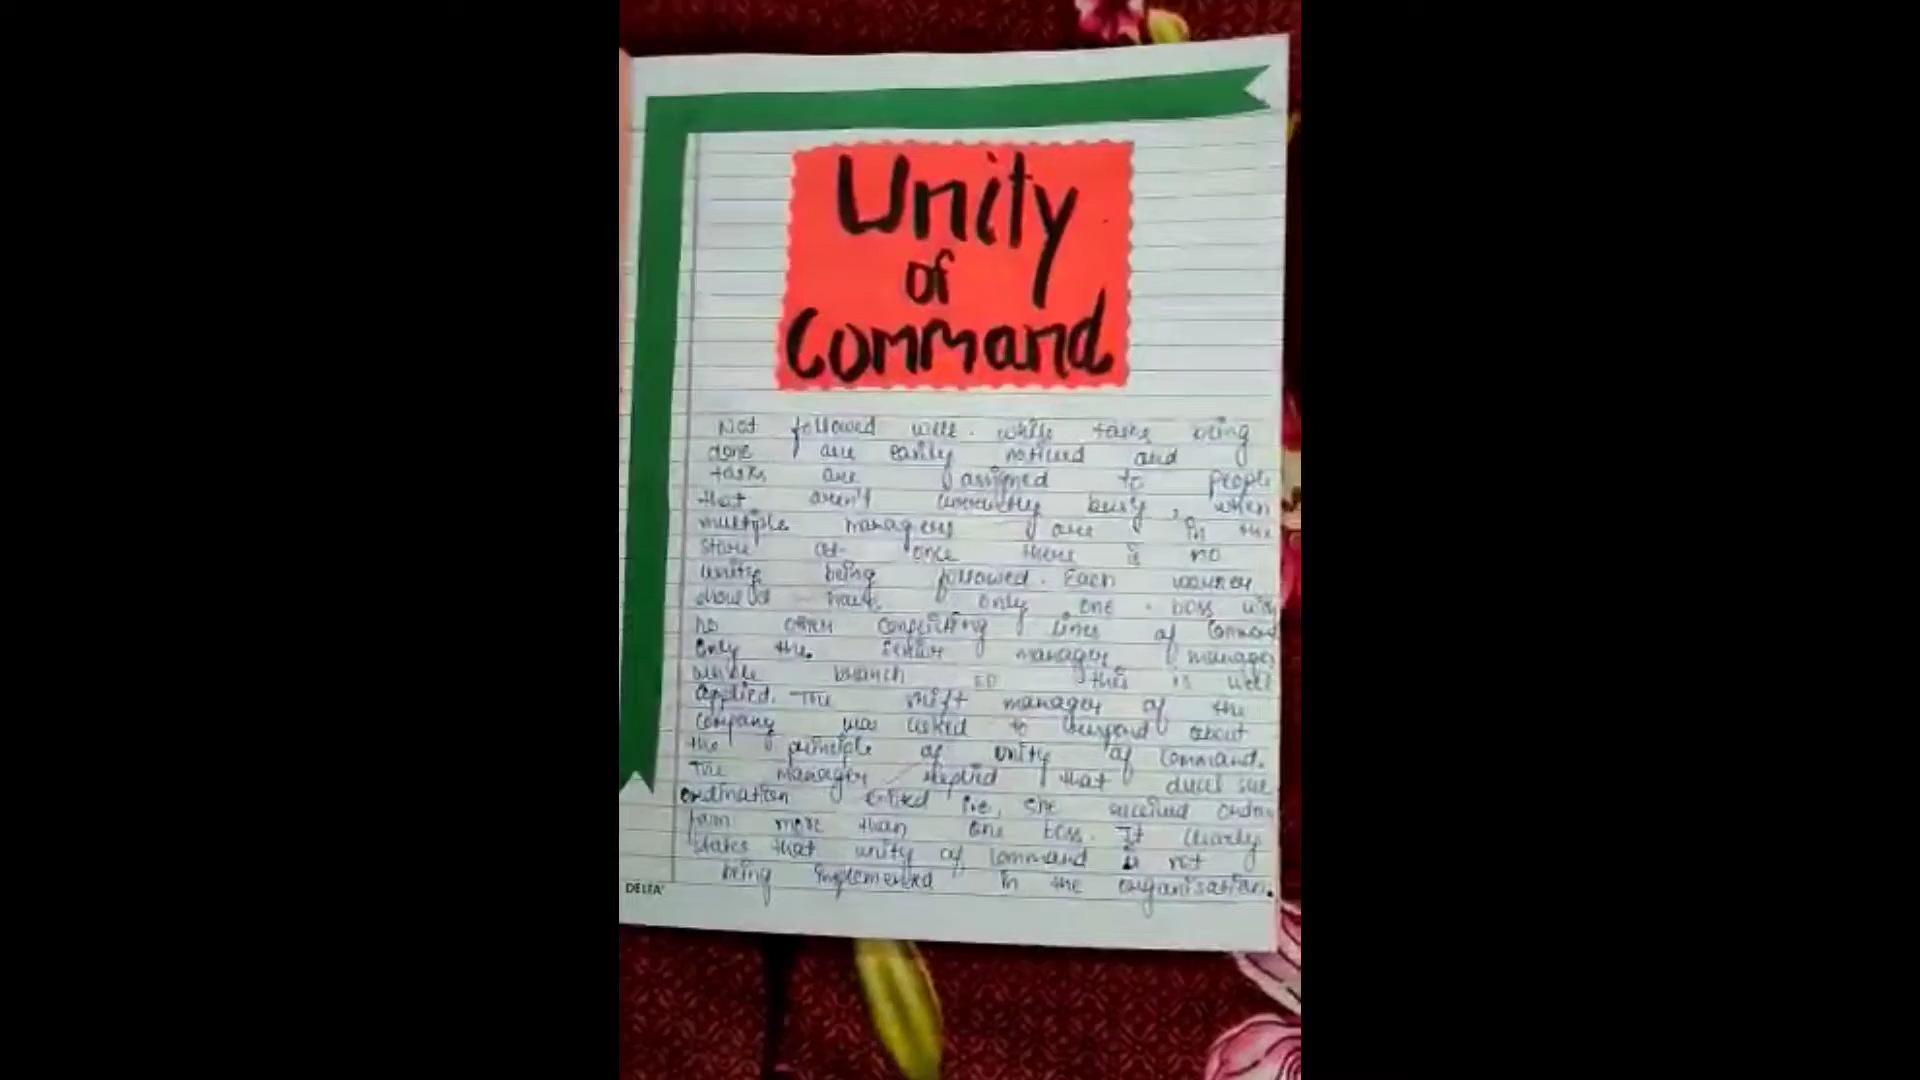 Unity
of
Command
Not followed well. While tasks being
done are easily noticed and
tasks are assigned to people
that aren't currently busy, when
multiple managers are in the
store at once there is no
unity being followed. Each worker
should have only one boss with
no other conflicting lines of Command
Only the senior manager manages
whole branch so this is well
applied. The shift manager of the
Company was asked to respond about
the principle of unity of Command.
The manager replied that dual sub
ordination i.e, she received orders
from more than one boss. It clearly
states that unity of command is not
being implemented in the organisation.
DELTA